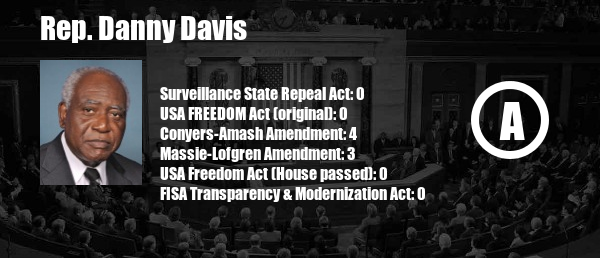 Rep. Danny Davis
Surveillance State Repeal Act: 0
USA FREEDOM Act (original): 0
Conyers-Amash Amendment: 4
Massie-Lofgren Amendment: 3
USA Freedom Act (House passed): 0
FISA Transparency & Modernization Act: 0
A